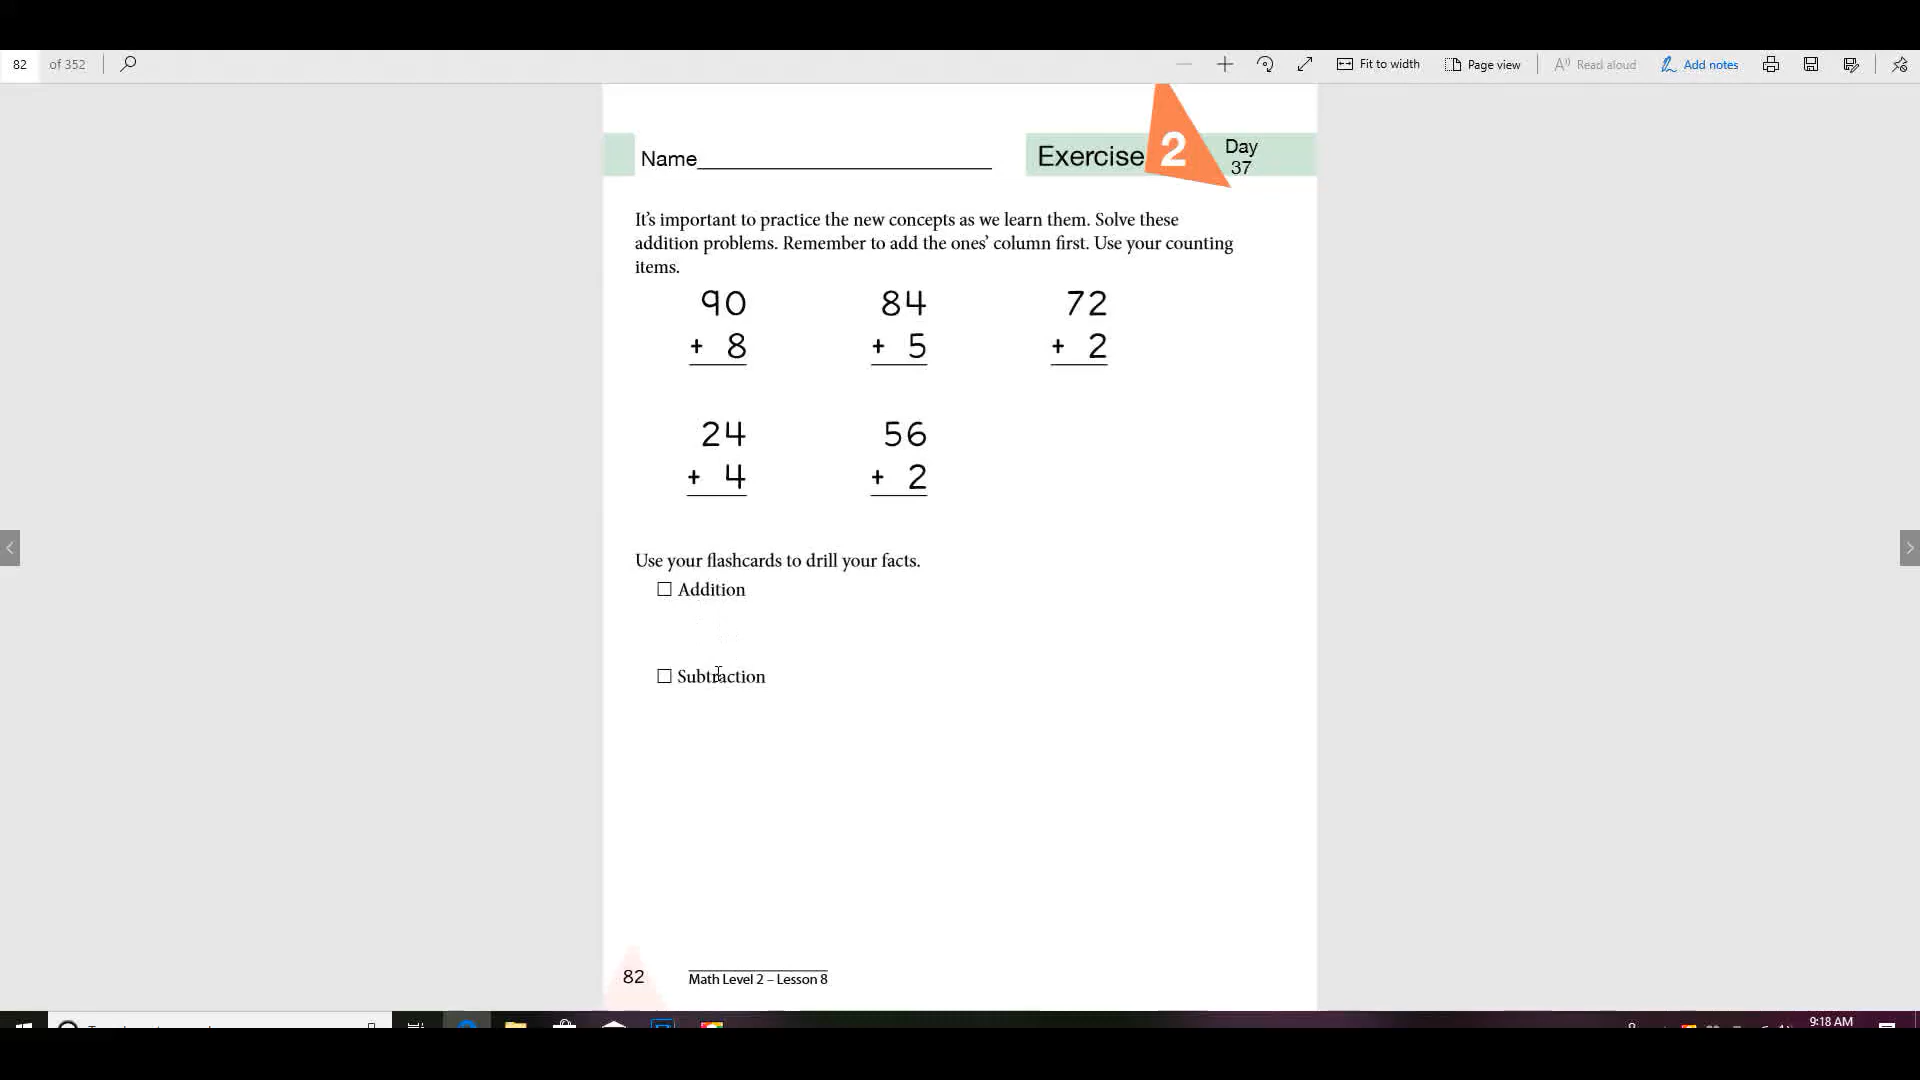 82 of 352 Fit to width Page view Read aloud Add notes
Name Exercise 2 Day 37
It's important to practice the new concepts as we learn them. Solve these
addition problems. Remember to add the ones' column first. Use your counting
items.
90 84 72
+ 8 + 5 + 2
24 56
+ 4 + 2
Use your flashcards to drill your facts.
☐ Addition
☐ Subtraction
82 Math Level 2 – Lesson 8
9:18 AM